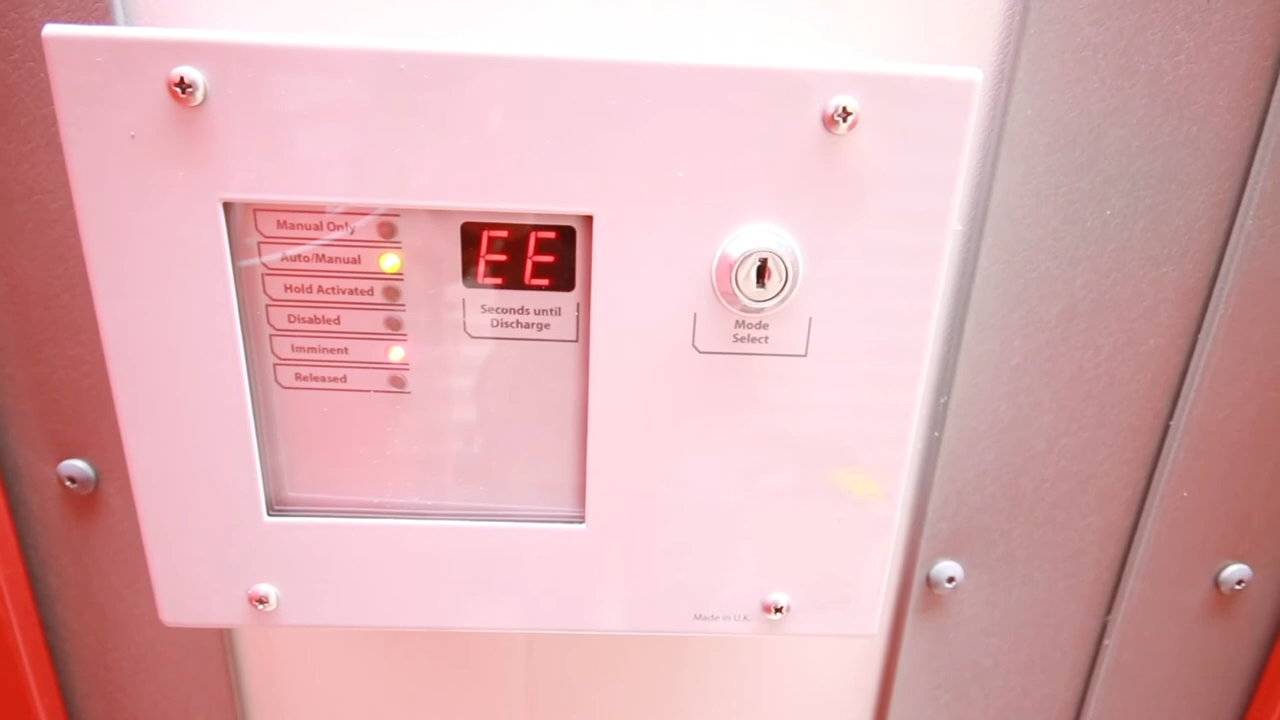 Manual Only
Auto/Manual
Hold Activated
Disabled
Imminent
Released
EE
Seconds until
Discharge
Mode
Select
Made in U.K.